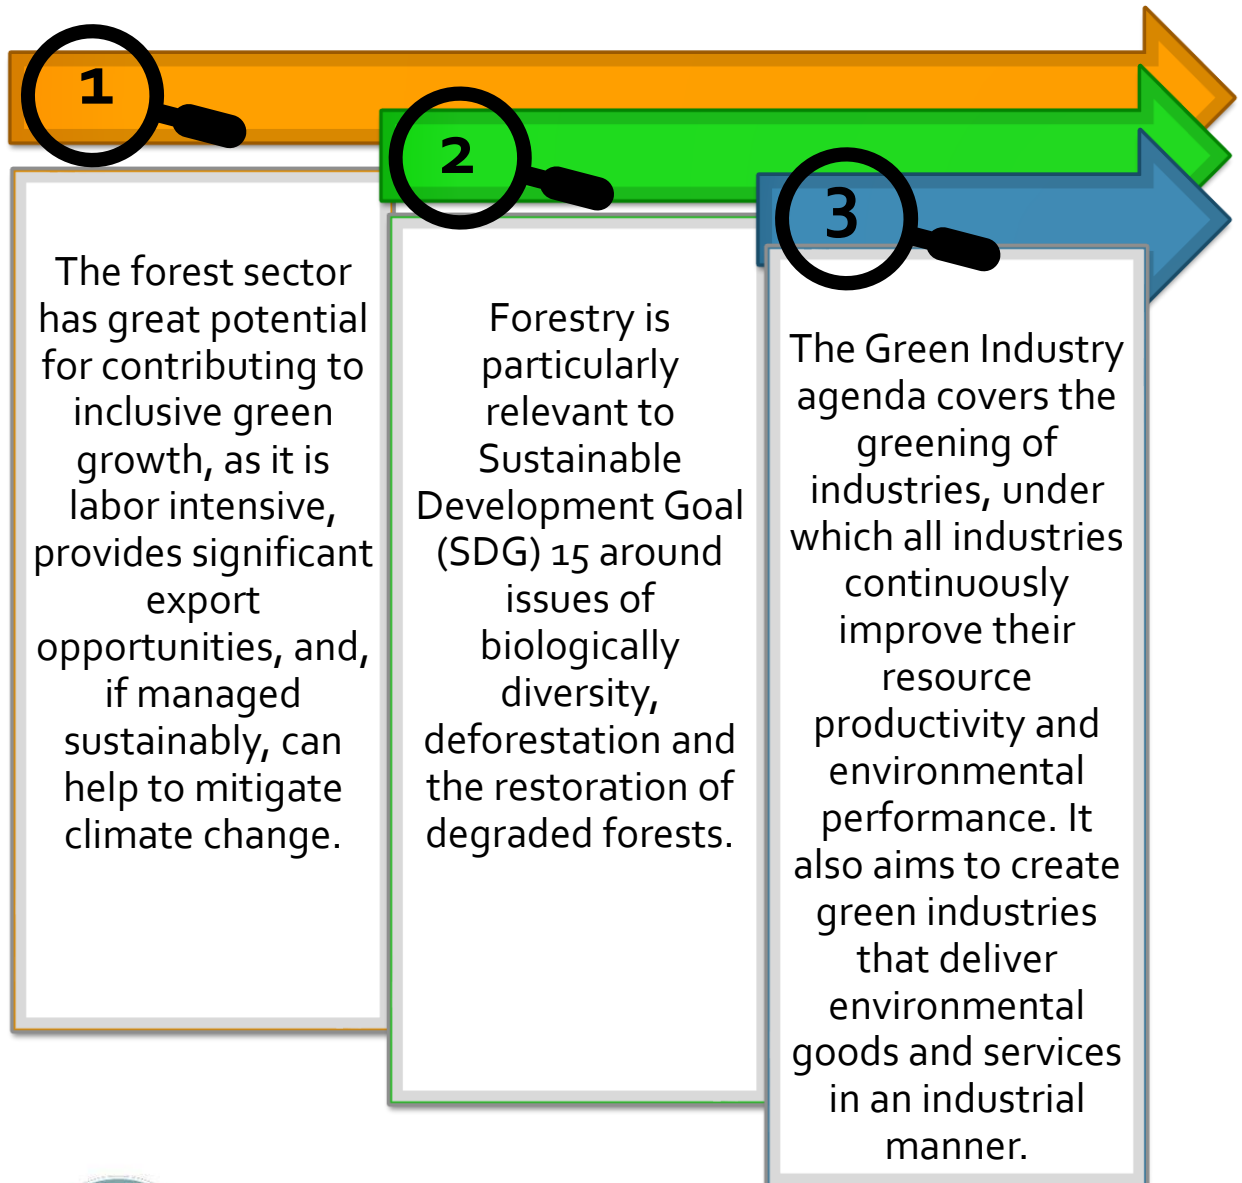 1
The forest sector
has great potential
for contributing to
inclusive green
growth, as it is
labor intensive,
provides significant
export
opportunities, and,
if managed
sustainably, can
help to mitigate
climate change.
2
Forestry is
particularly
relevant to
Sustainable
Development Goal
(SDG) 15 around
issues of
biologically
diversity,
deforestation and
the restoration of
degraded forests.
3
The Green Industry
agenda covers the
greening of
industries, under
which all industries
continuously
improve their
resource
productivity and
environmental
performance. It
also aims to create
green industries
that deliver
environmental
goods and services
in an industrial
manner.